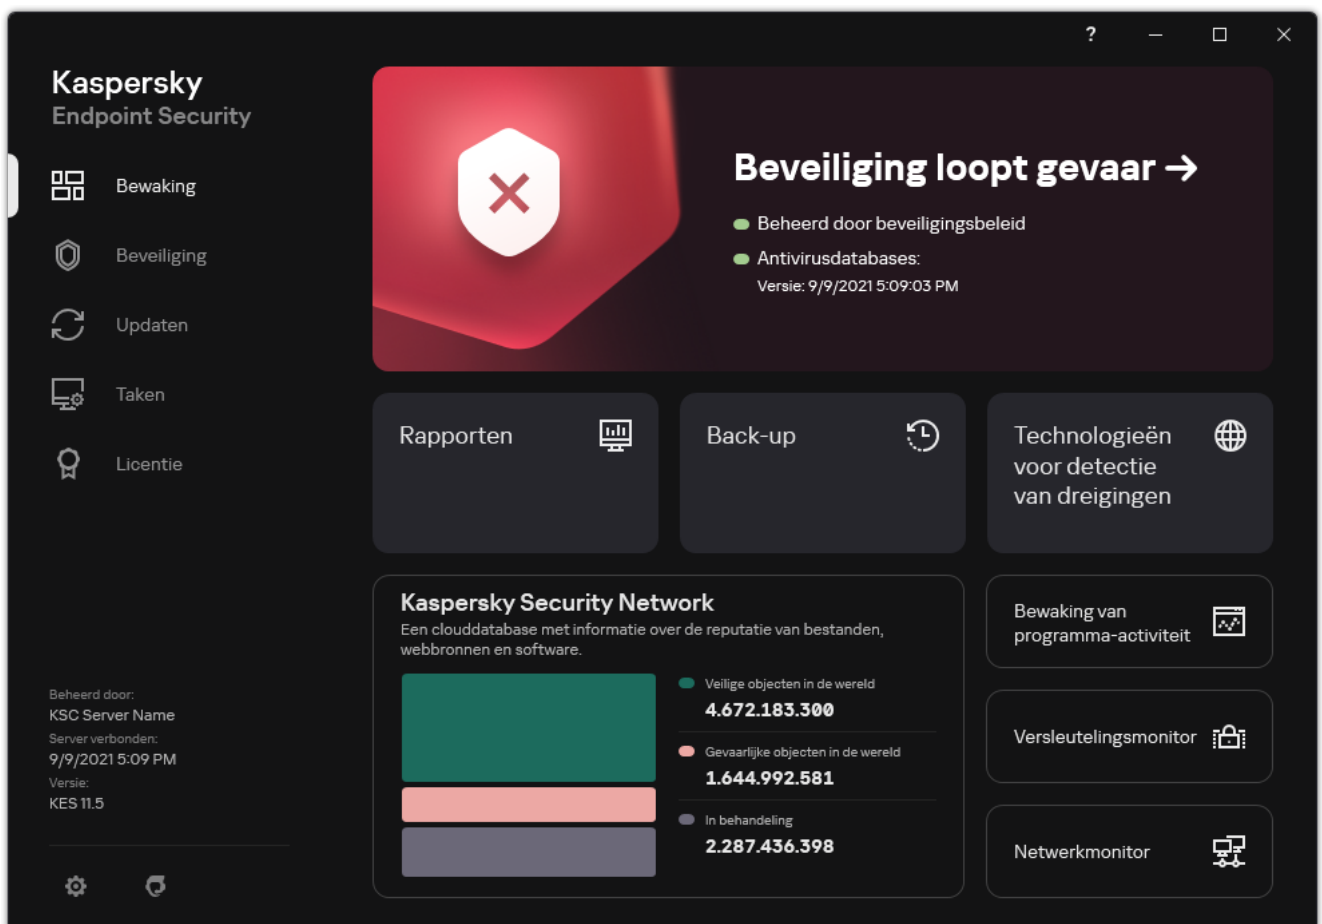 ?
Kaspersky
Endpoint Security
Bewaking
Beveiliging
Updaten
Taken
Licentie
Beheerd door:
KSC Server Name
Server verbonden:
9/9/2021 5:09 PM
Versie:
KES 11.5
Beveiliging loopt gevaar →
Beheerd door beveiligingsbeleid
Antivirusdatabases:
Versie: 9/9/2021 5:09:03 PM
Rapporten
Back-up
Technologieën
voor detectie
van dreigingen
Kaspersky Security Network
Een clouddatabase met informatie over de reputatie van bestanden,
webbronnen en software.
Veilige objecten in de wereld
4.672.183.300
Gevaarlijke objecten in de wereld
1.644.992.581
In behandeling
2.287.436.398
Bewaking van
programma-activiteit
Versleutelingsmonitor
Netwerkmonitor